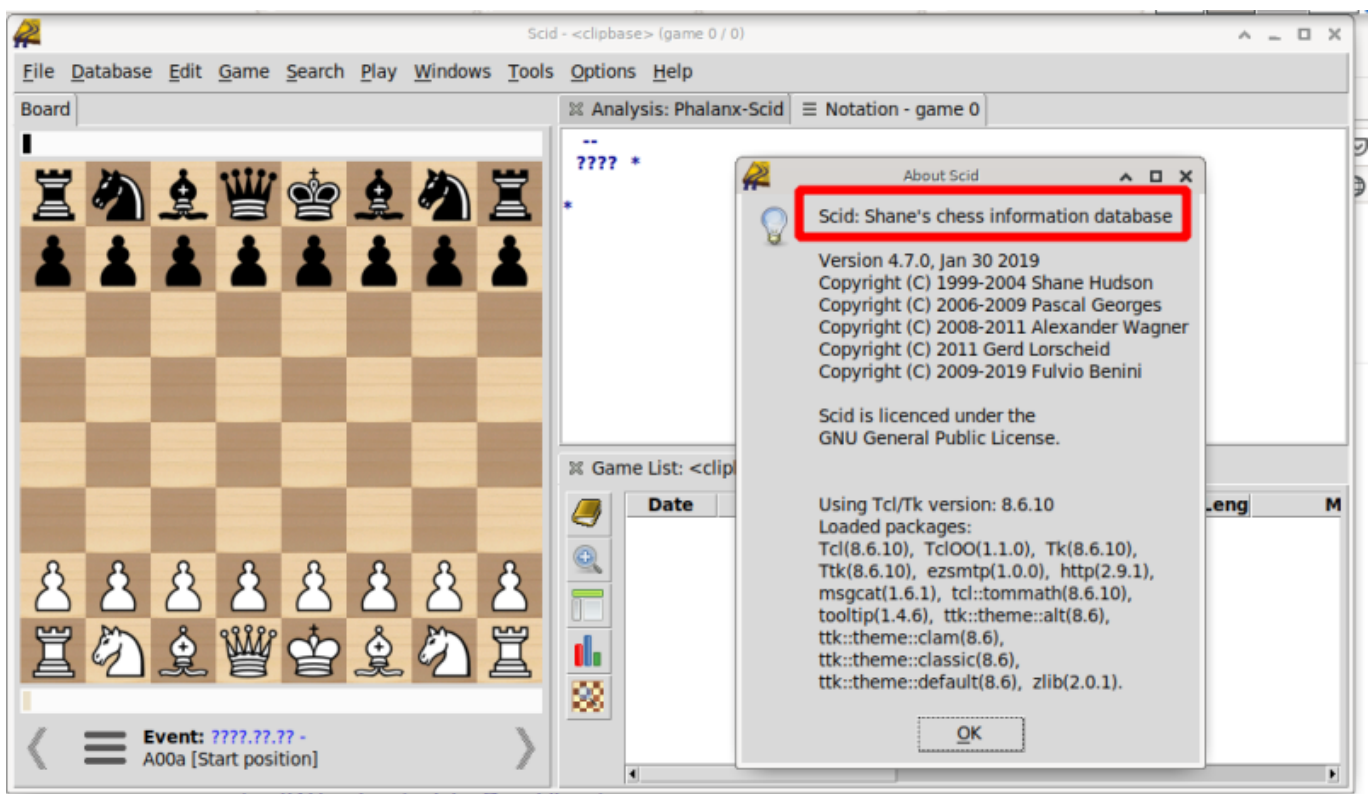 Scid - <clipbase> (game 0 / 0)
File Database Edit Game Search Play Windows Tools Options Help
Board
Analysis: Phalanx-Scid
Notation - game 0
--
???? *
*
About Scid
Scid: Shane's chess information database
Version 4.7.0, Jan 30 2019
Copyright (C) 1999-2004 Shane Hudson
Copyright (C) 2006-2009 Pascal Georges
Copyright (C) 2008-2011 Alexander Wagner
Copyright (C) 2011 Gerd Lorscheid
Copyright (C) 2009-2019 Fulvio Benini
Scid is licenced under the
GNU General Public License.
Using Tcl/Tk version: 8.6.10
Loaded packages:
Tcl(8.6.10), TclOO(1.1.0), Tk(8.6.10),
Ttk(8.6.10), ezsmtp(1.0.0), http(2.9.1),
msgcat(1.6.1), tcl::tommath(8.6.10),
tooltip(1.4.6), ttk::theme::alt(8.6),
ttk::theme::clam(8.6),
ttk::theme::classic(8.6),
ttk::theme::default(8.6), zlib(2.0.1).
OK
Game List:
Date
Event: ????.??.?? -
A00a [Start position]